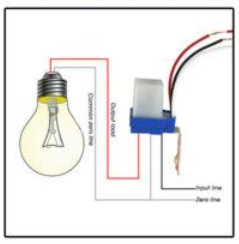 Common zero line
Output load
Input line
Zero line